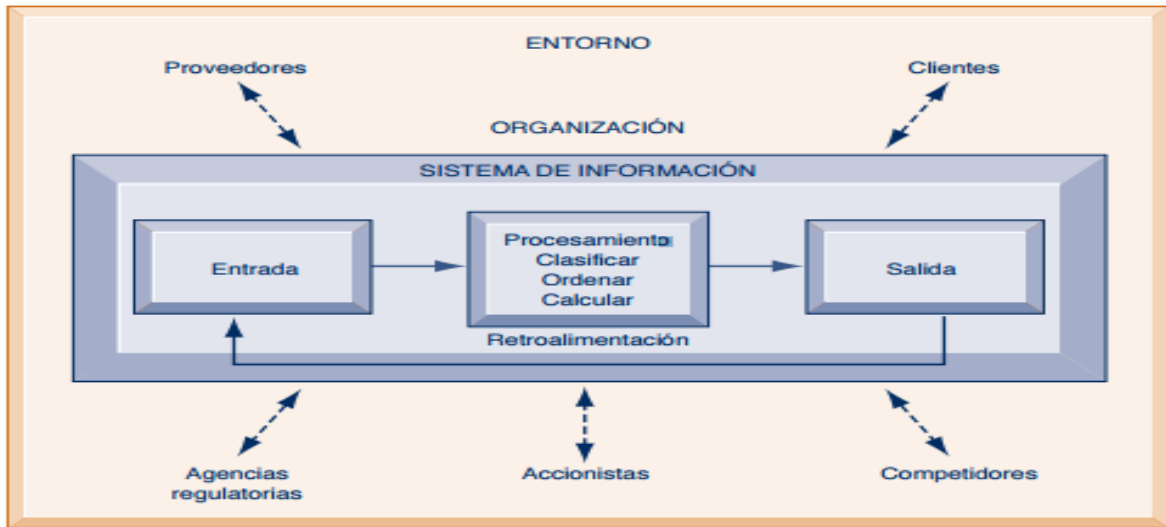 ENTORNO
Proveedores
Clientes
ORGANIZACIÓN
SISTEMA DE INFORMACIÓN
Entrada
Procesamiento
Clasificar
Ordenar
Calcular
Salida
Retroalimentación
Agencias
regulatorias
Accionistas
Competidores